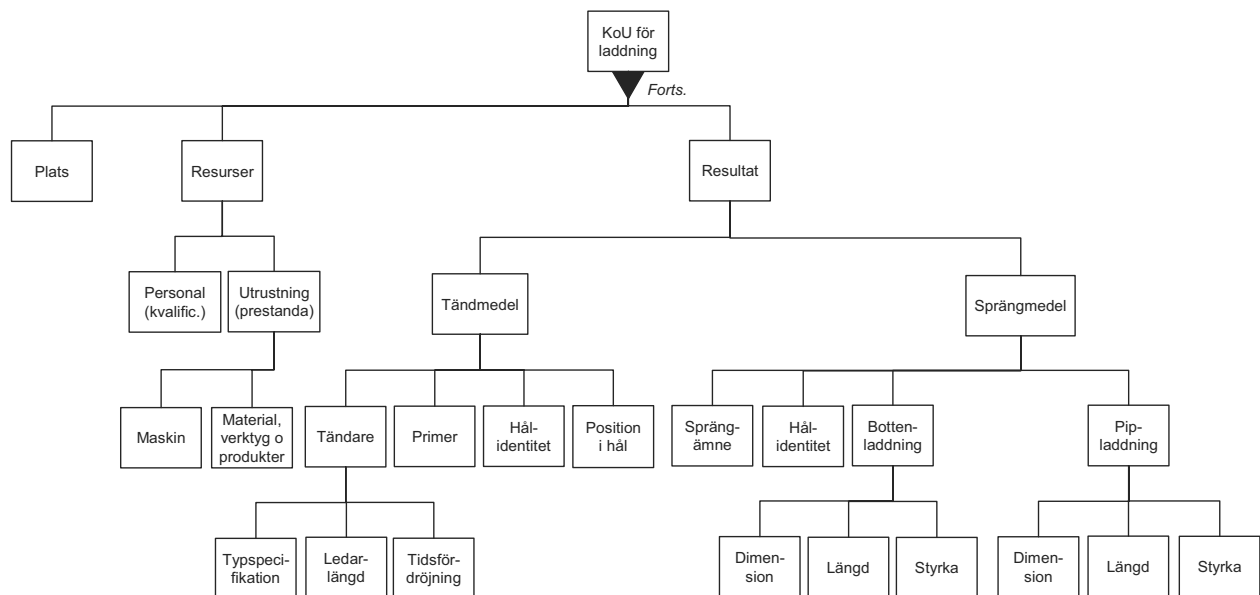 KoU för
laddning
Forts.
Plats
Resurser
Resultat
Personal
(kvalific.)
Utrustning
(prestanda)
Tändmedel
Sprängmedel
Maskin
Material,
verktyg o
produkter
Tändare
Primer
Hål-
identitet
Position
i hål
Spräng-
ämne
Hål-
identitet
Botten-
laddning
Pip-
laddning
Typspeci-
fikation
Ledar-
längd
Tidsför-
dröjning
Dimen-
sion
Längd
Styrka
Dimen-
sion
Längd
Styrka